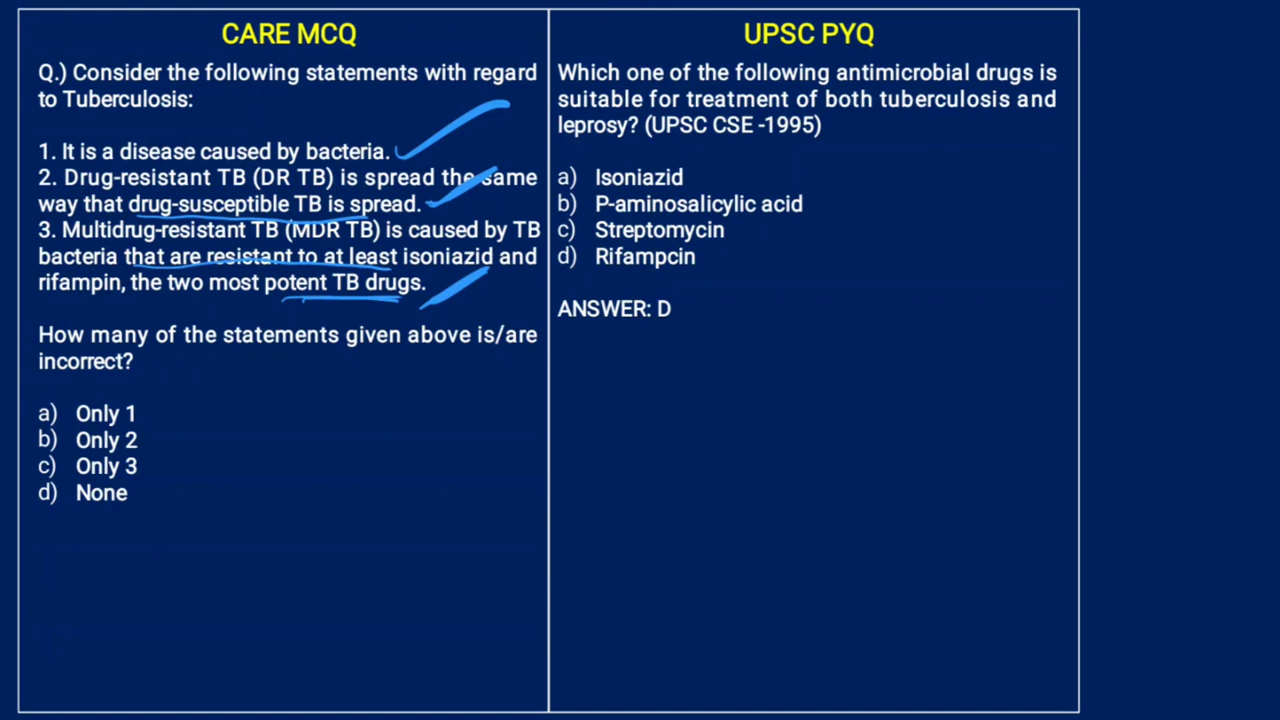 CARE MCQ
Q.) Consider the following statements with regard
to Tuberculosis:
1. It is a disease caused by bacteria.
2. Drug-resistant TB (DR TB) is spread the same
way that drug-susceptible TB is spread.
3. Multidrug-resistant TB (MDR TB) is caused by TB
bacteria that are resistant to at least isoniazid and
rifampin, the two most potent TB drugs.
How many of the statements given above is/are
incorrect?
a) Only 1
b) Only 2
c) Only 3
d) None
UPSC PYQ
Which one of the following antimicrobial drugs is
suitable for treatment of both tuberculosis and
leprosy? (UPSC CSE -1995)
a) Isoniazid
b) P-aminosalicylic acid
c) Streptomycin
d) Rifampcin
ANSWER: D